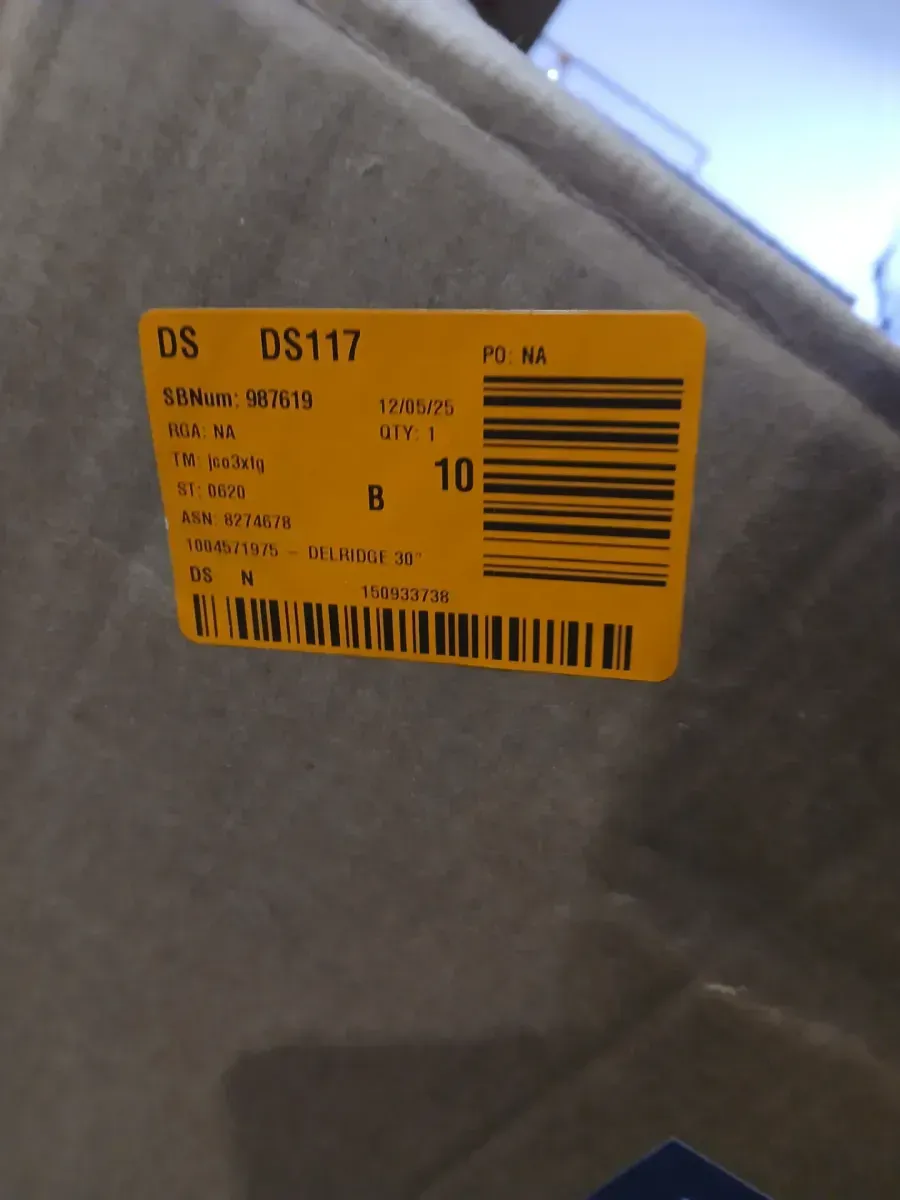 DS DS117
PO: NA
SBNum: 987619
12/05/25
RGA: NA
QTY: 1
TM: jco3xtg
10
ST: 0620
B
ASN: 8274678
1004571975 - DELRIDGE 30"
DS N
150933738